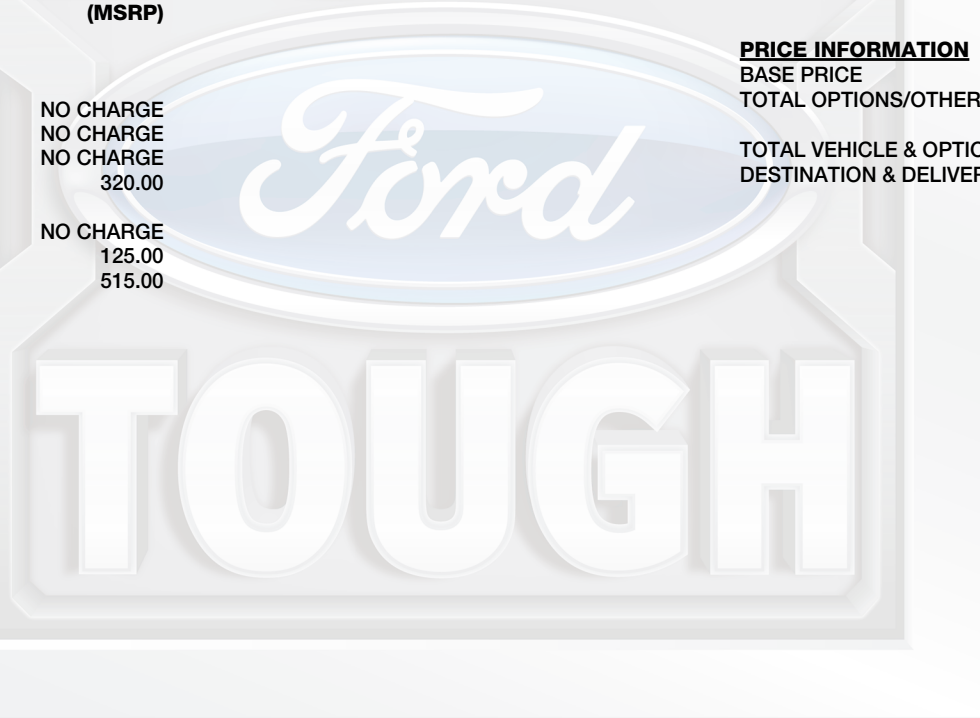 (MSRP)
NO CHARGE
NO CHARGE
NO CHARGE
320.00
NO CHARGE
125.00
515.00
PRICE INFORMATION
BASE PRICE
TOTAL OPTIONS/OTHER
TOTAL VEHICLE & OPTIO
DESTINATION & DELIVER
Ford
TOUGH